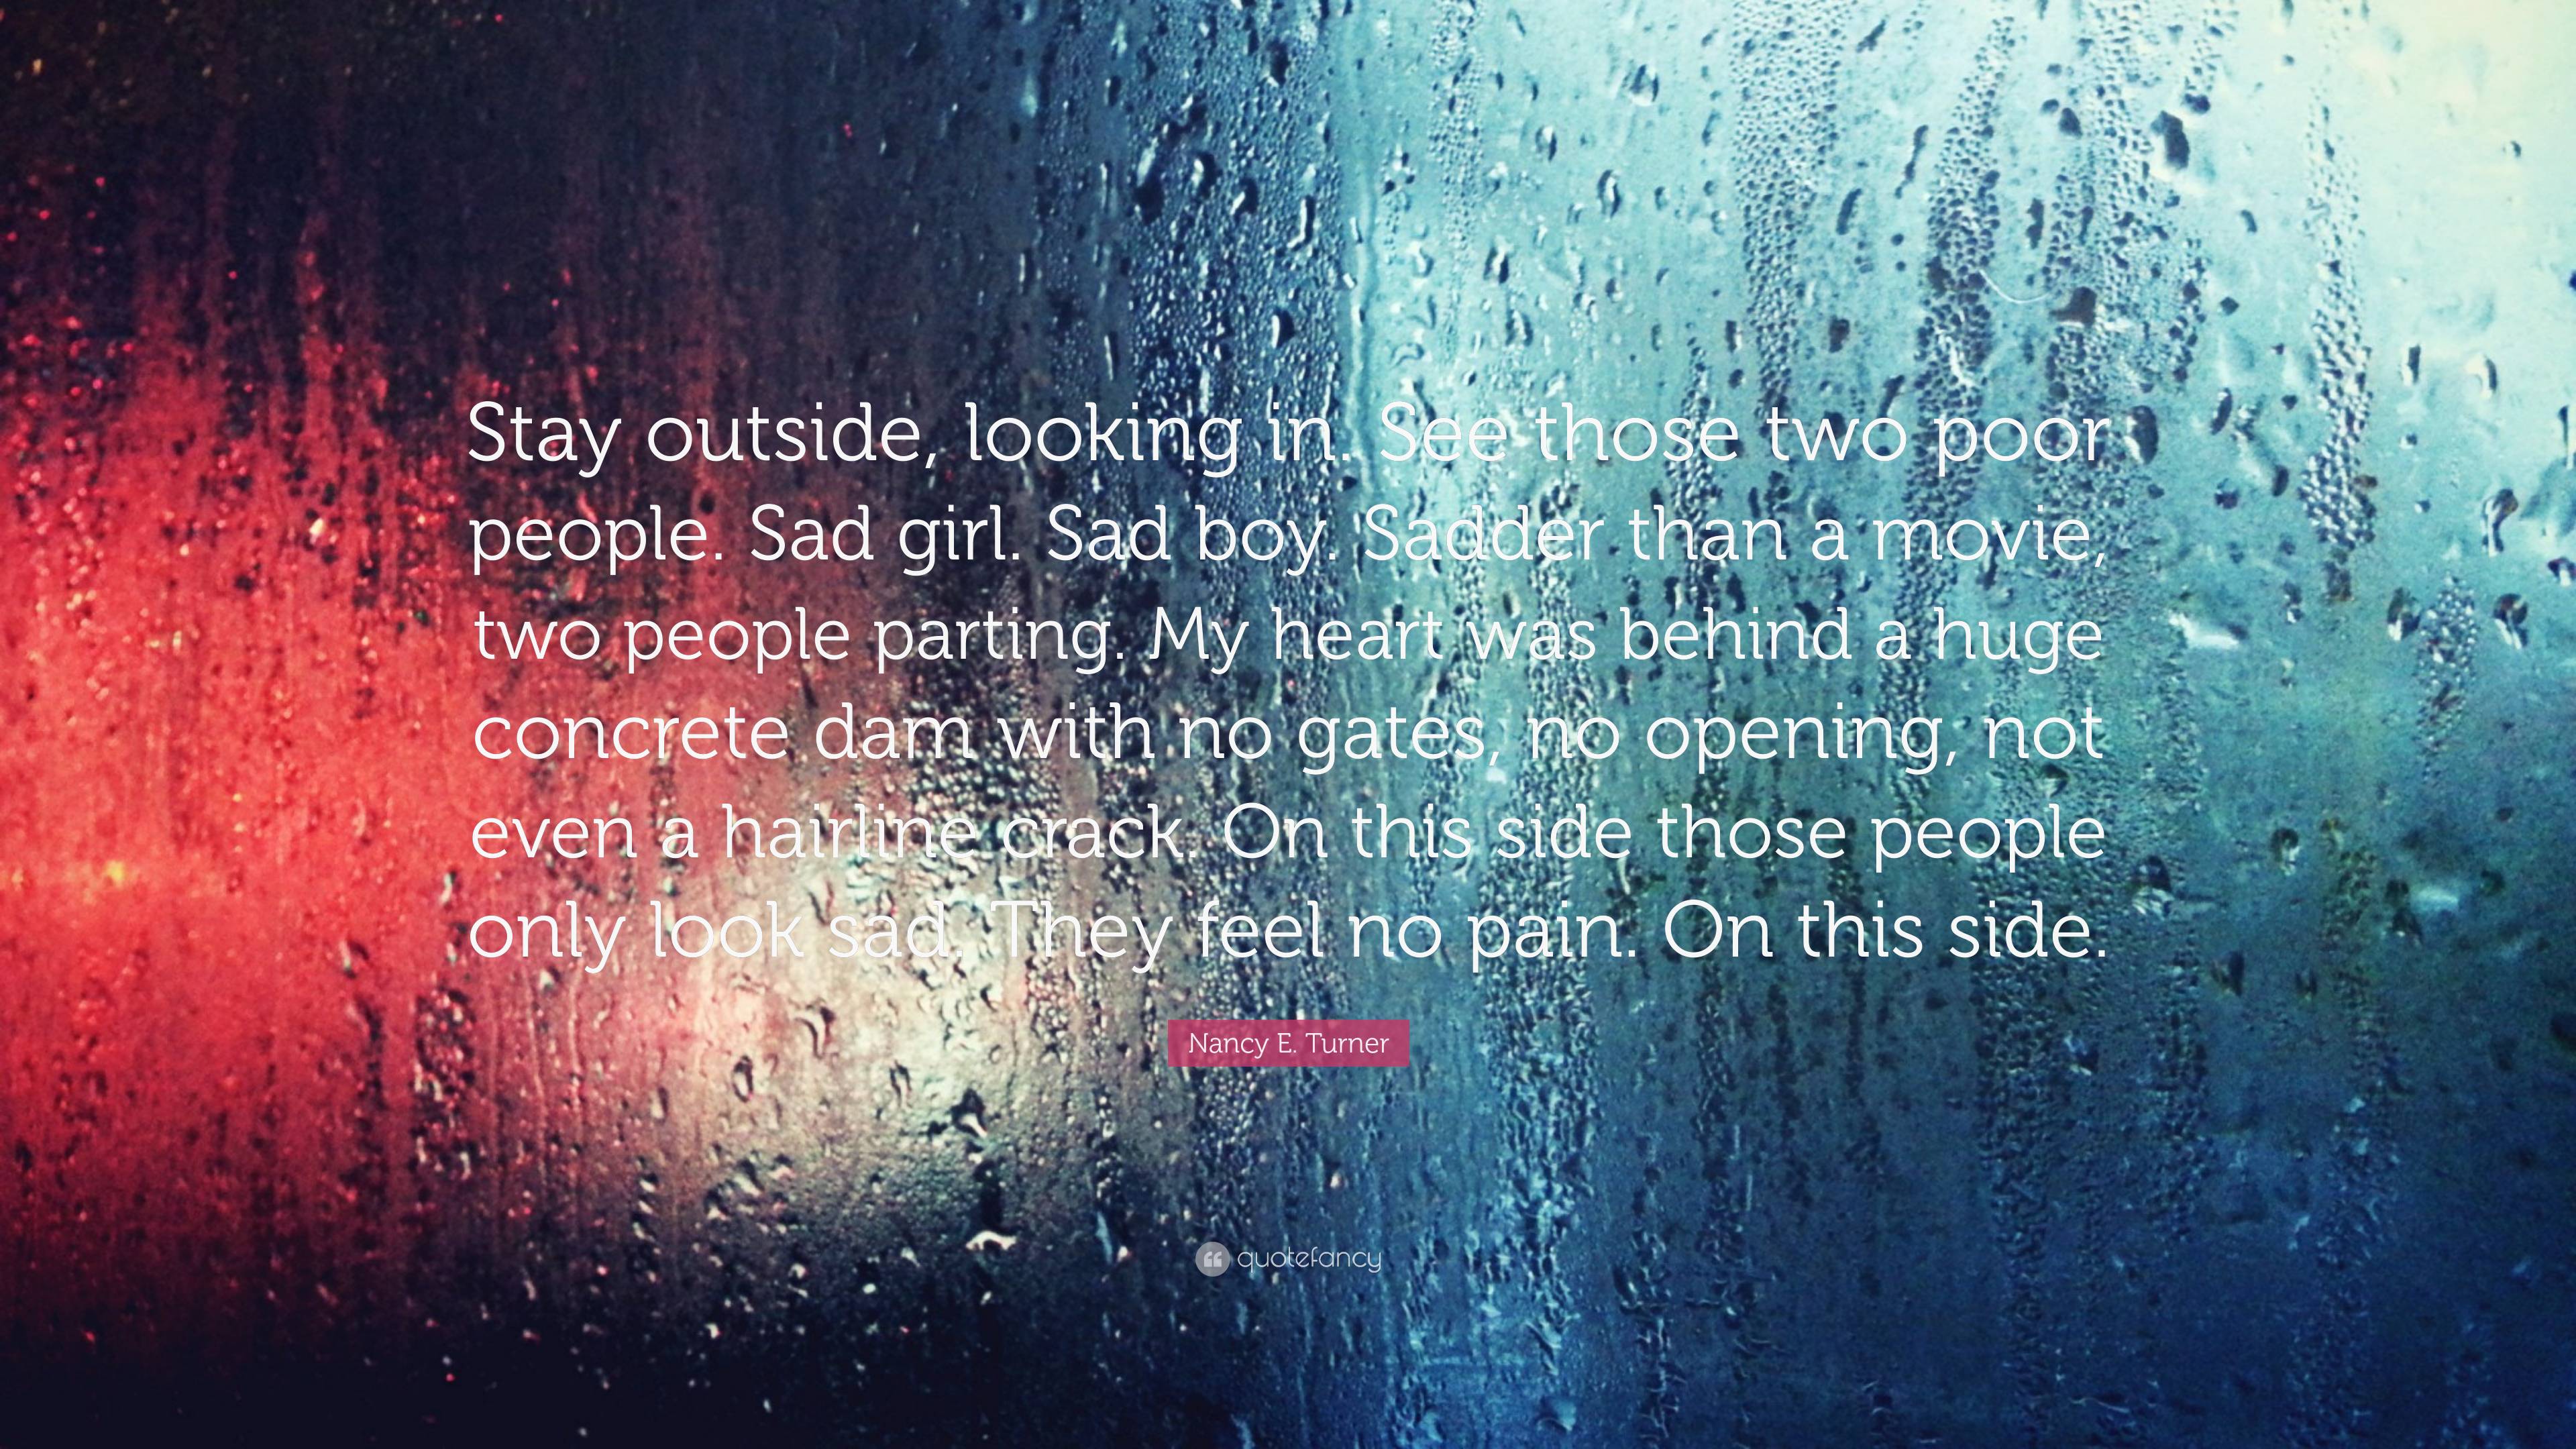 Stay outside, looking in. See those two poor
people. Sad girl. Sad boy. Sadder than a movie,
two people parting. My heart was behind a huge
concrete dam with no gates, no opening, not
even a hairline crack. On this side those people
only look sad. They feel no pain. On this side.
Nancy E. Turner
quotefancy